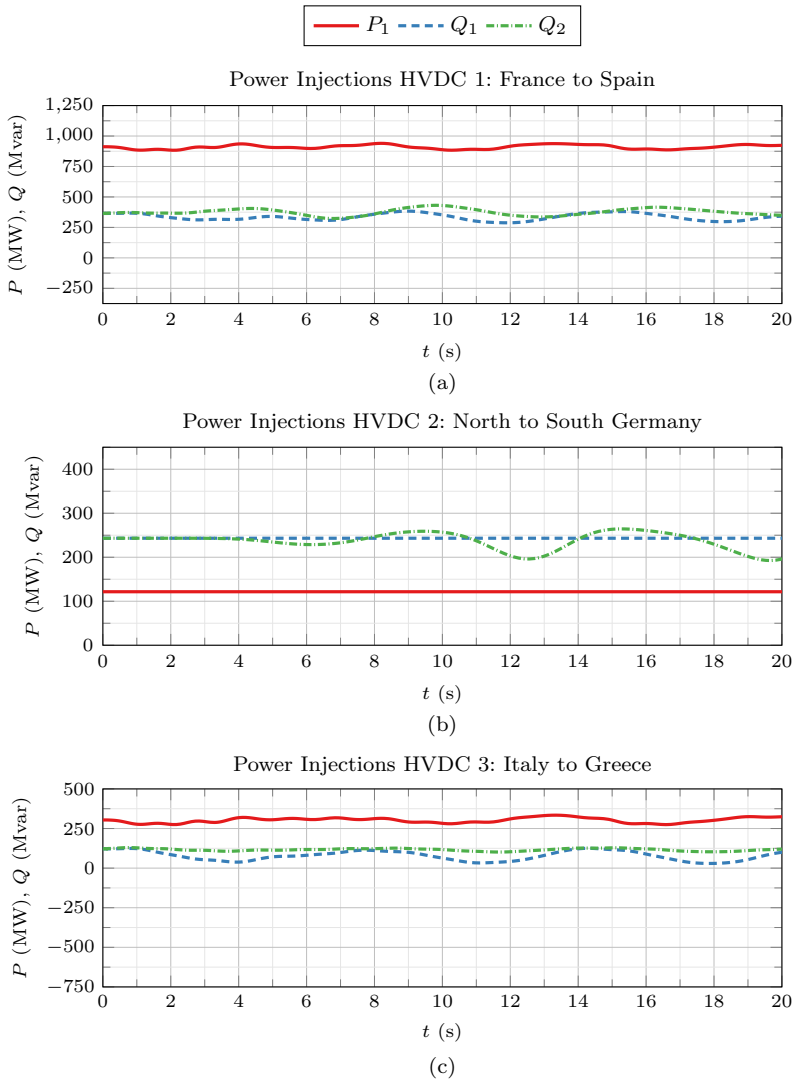 P₁ Q₁ Q₂
Power Injections HVDC 1: France to Spain
P (MW), Q (Mvar)
1,250
1,000
750
500
250
0
−250
0 2 4 6 8 10 12 14 16 18 20
t (s)
(a)
Power Injections HVDC 2: North to South Germany
P (MW), Q (Mvar)
400
300
200
100
0
0 2 4 6 8 10 12 14 16 18 20
t (s)
(b)
Power Injections HVDC 3: Italy to Greece
P (MW), Q (Mvar)
500
250
0
−250
−500
−750
0 2 4 6 8 10 12 14 16 18 20
t (s)
(c)